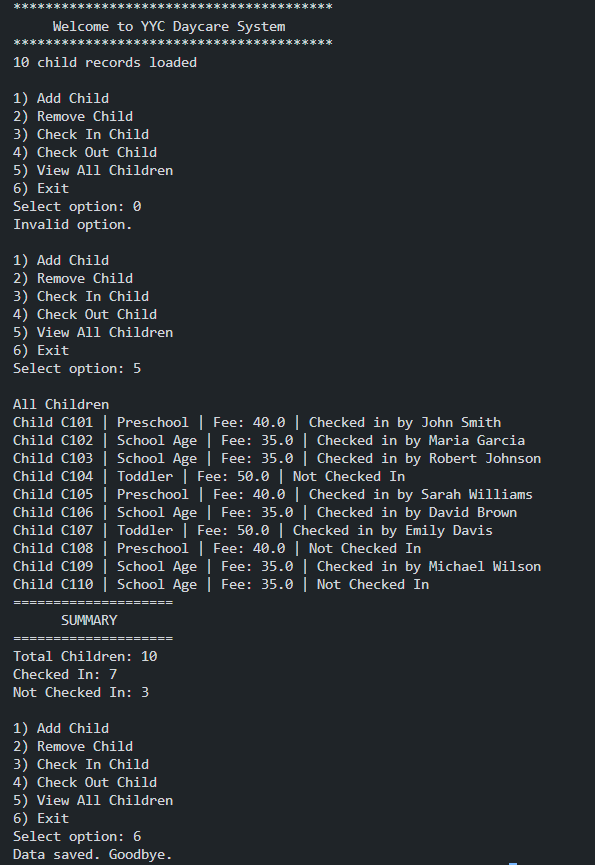 ****************************************
Welcome to YYC Daycare System
****************************************
10 child records loaded
1) Add Child
2) Remove Child
3) Check In Child
4) Check Out Child
5) View All Children
6) Exit
Select option: 0
Invalid option.
1) Add Child
2) Remove Child
3) Check In Child
4) Check Out Child
5) View All Children
6) Exit
Select option: 5
All Children
Child C101 | Preschool | Fee: 40.0 | Checked in by John Smith
Child C102 | School Age | Fee: 35.0 | Checked in by Maria Garcia
Child C103 | School Age | Fee: 35.0 | Checked in by Robert Johnson
Child C104 | Toddler | Fee: 50.0 | Not Checked In
Child C105 | Preschool | Fee: 40.0 | Checked in by Sarah Williams
Child C106 | School Age | Fee: 35.0 | Checked in by David Brown
Child C107 | Toddler | Fee: 50.0 | Checked in by Emily Davis
Child C108 | Preschool | Fee: 40.0 | Not Checked In
Child C109 | School Age | Fee: 35.0 | Checked in by Michael Wilson
Child C110 | School Age | Fee: 35.0 | Not Checked In
====================
SUMMARY
====================
Total Children: 10
Checked In: 7
Not Checked In: 3
1) Add Child
2) Remove Child
3) Check In Child
4) Check Out Child
5) View All Children
6) Exit
Select option: 6
Data saved. Goodbye.